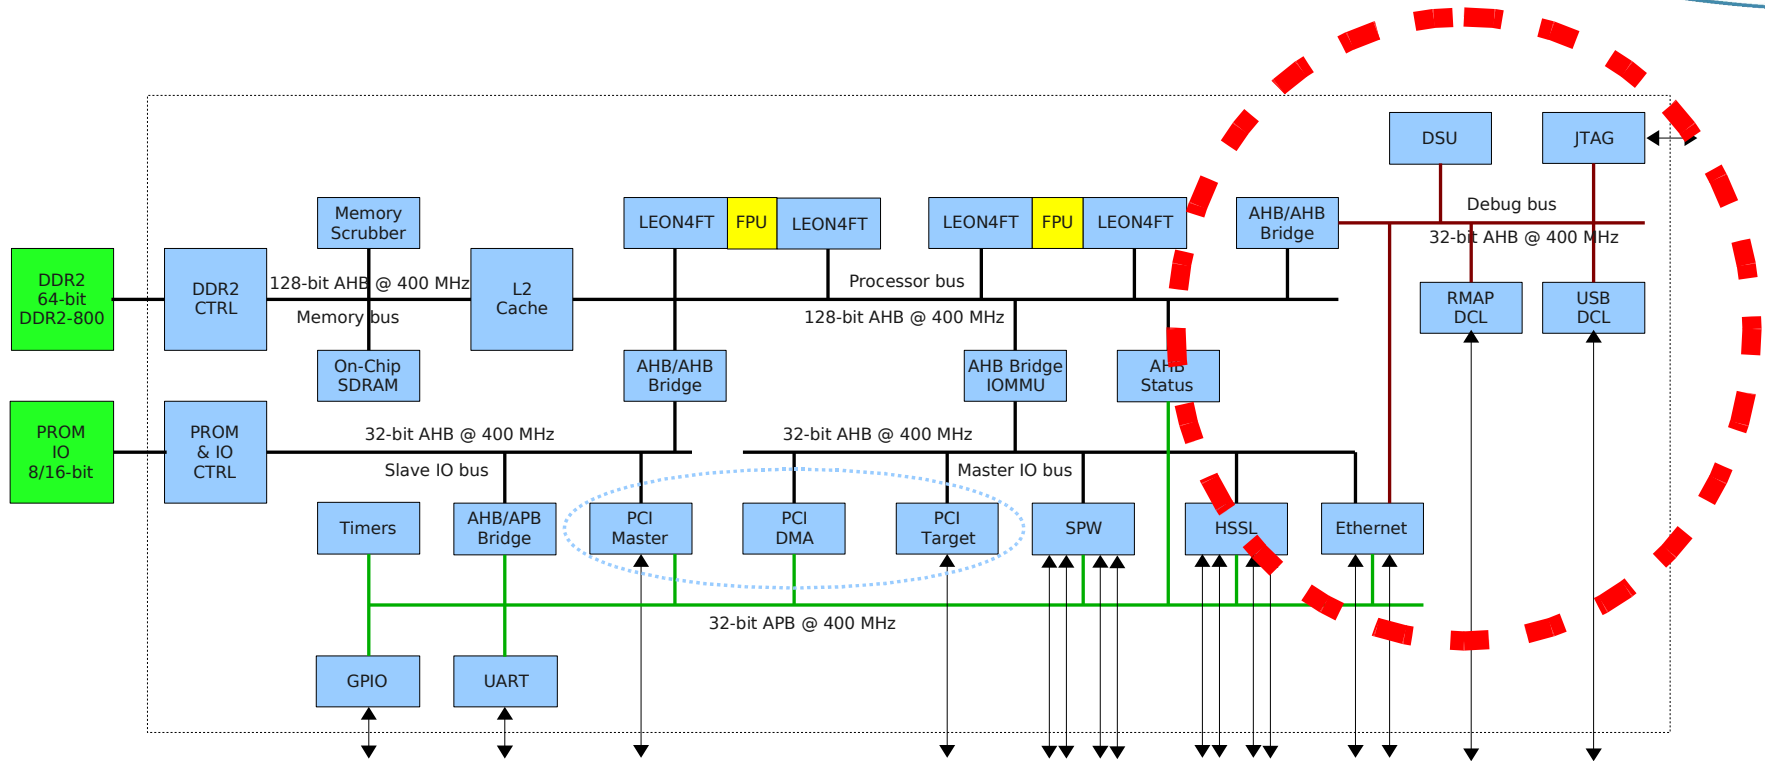 DSU
JTAG
Debug bus
32-bit AHB @ 400 MHz
Memory
Scrubber
LEON4FT
FPU
LEON4FT
LEON4FT
FPU
LEON4FT
AHB/AHB
Bridge
DDR2
64-bit
DDR2-800
DDR2
CTRL
128-bit AHB @ 400 MHz
Memory bus
L2
Cache
Processor bus
128-bit AHB @ 400 MHz
RMAP
DCL
USB
DCL
On-Chip
SDRAM
AHB/AHB
Bridge
AHB Bridge
IOMMU
AHB
Status
PROM
IO
8/16-bit
PROM
& IO
CTRL
32-bit AHB @ 400 MHz
Slave IO bus
32-bit AHB @ 400 MHz
Master IO bus
Timers
AHB/APB
Bridge
PCI
Master
PCI
DMA
PCI
Target
SPW
HSSL
Ethernet
32-bit APB @ 400 MHz
GPIO
UART